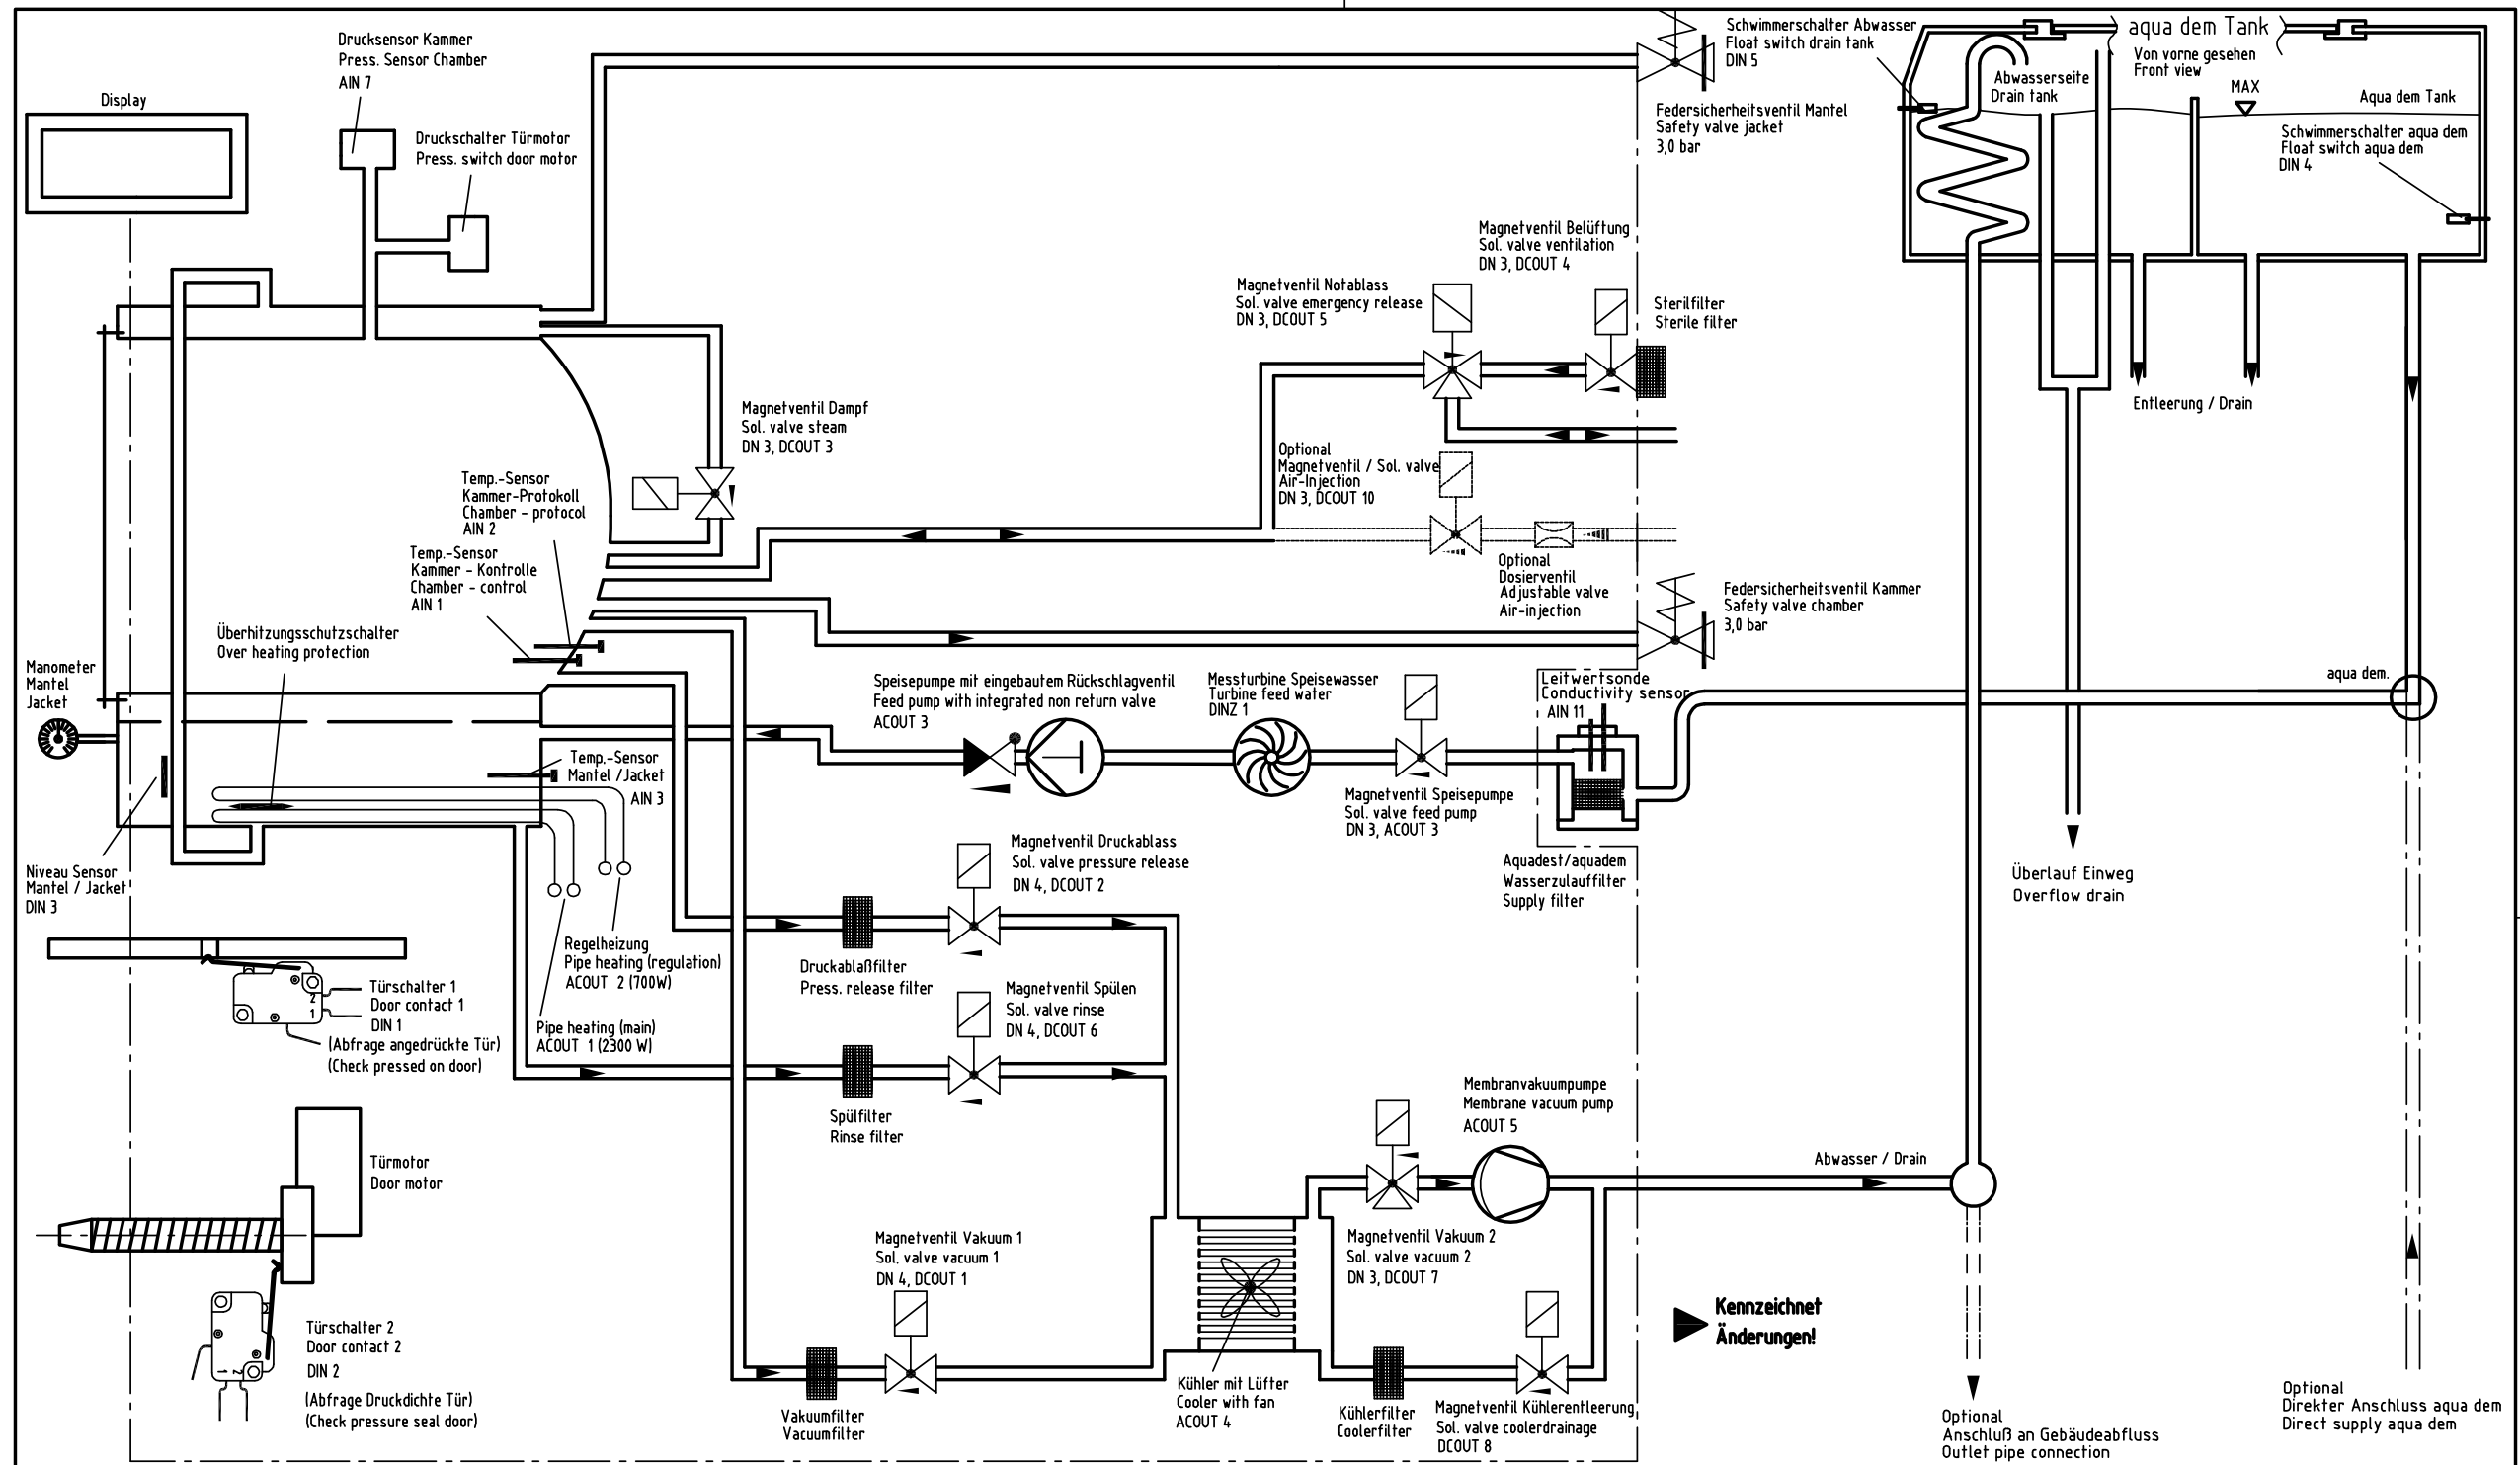 Display
Drucksensor Kammer
Press. Sensor Chamber
AIN 7
Druckschalter Türmotor
Press. switch door motor
Schwimmerschalter Abwasser
Float switch drain tank
DIN 5
Federsicherheitsventil Mantel
Safety valve jacket
3,0 bar
aqua dem Tank
Von vorne gesehen
Front view
Abwasserseite
Drain tank
MAX
Aqua dem Tank
Schwimmerschalter aqua dem
Float switch aqua dem
DIN 4
Magnetventil Belüftung
Sol. valve ventilation
DN 3, DCOUT 4
Magnetventil Notablass
Sol. valve emergency release
DN 3, DCOUT 5
Sterilfilter
Sterile filter
Entleerung / Drain
Magnetventil Dampf
Sol. valve steam
DN 3, DCOUT 3
Optional
Magnetventil / Sol. valve
Air-Injection
DN 3, DCOUT 10
Temp.-Sensor
Kammer-Protokoll
Chamber - protocol
AIN 2
Temp.-Sensor
Kammer - Kontrolle
Chamber - control
AIN 1
Optional
Dosierventil
Adjustable valve
Air-injection
Federsicherheitsventil Kammer
Safety valve chamber
3,0 bar
Überhitzungsschutzschalter
Over heating protection
Manometer
Mantel
Jacket
Speisepumpe mit eingebautem Rückschlagventil
Feed pump with integrated non return valve
ACOUT 3
Messturbine Speisewasser
Turbine feed water
DINZ 1
Leitwertsonde
Conductivity sensor
AIN 11
aqua dem.
Temp.-Sensor
Mantel /Jacket
AIN 3
Magnetventil Speisepumpe
Sol. valve feed pump
DN 3, ACOUT 3
Niveau Sensor
Mantel / Jacket
DIN 3
Magnetventil Druckablass
Sol. valve pressure release
DN 4, DCOUT 2
Aquadest/aquadem
Wasserzulauffilter
Supply filter
Überlauf Einweg
Overflow drain
Regelheizung
Pipe heating (regulation)
ACOUT 2 (700W)
Druckablaßfilter
Press. release filter
2
1
Türschalter 1
Door contact 1
DIN 1
(Abfrage angedrückte Tür)
(Check pressed on door)
Pipe heating (main)
ACOUT 1 (2300 W)
Magnetventil Spülen
Sol. valve rinse
DN 4, DCOUT 6
Spülfilter
Rinse filter
Membranvakuumpumpe
Membrane vacuum pump
ACOUT 5
Türmotor
Door motor
Abwasser / Drain
Magnetventil Vakuum 1
Sol. valve vacuum 1
DN 4, DCOUT 1
Magnetventil Vakuum 2
Sol. valve vacuum 2
DN 3, DCOUT 7
Kennzeichnet
Änderungen!
1
2
Türschalter 2
Door contact 2
DIN 2
(Abfrage Druckdichte Tür)
(Check pressure seal door)
Vakuumfilter
Vacuumfilter
Kühler mit Lüfter
Cooler with fan
ACOUT 4
Kühlerfilter
Coolerfilter
Magnetventil Kühlerentleerung
Sol. valve coolerdrainage
DCOUT 8
Optional
Anschluß an Gebäudeabfluss
Outlet pipe connection
Optional
Direkter Anschluss aqua dem
Direct supply aqua dem